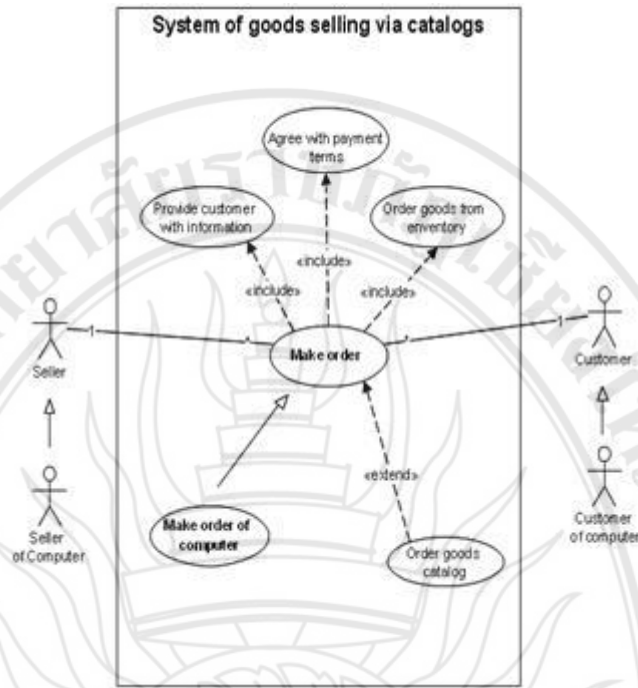 System of goods selling via catalogs
Agree with payment
terms
Provide customer
with information
Order goods from
enventory
«include»
«include»
«include»
1
*
Make order
*
1
Seller
Customer
«extend»
Seller
of Computer
Make order of
computer
Order goods
catalog
Customer
of computer